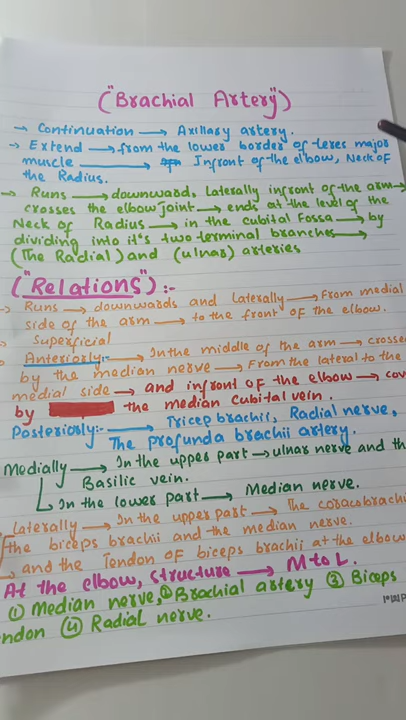 ("Brachial Artery")
→ Continuation → Axillary artery.
→ Extend → from the lower border of teres major
muscle → Infront of the elbow, Neck of
the Radius.
→ Runs → downwards, Laterally infront of the arm →
crosses the elbow joint → ends at the level of the
Neck of Radius → in the cubital Fossa → by
dividing into it's two terminal branches →
(The Radial) and (ulnar) arteries
("Relations") :-
→ Runs → downwards and laterally → From medial
side of the arm → to the front of the elbow.
→ Superficial
→ Anteriorly: → In the middle of the arm → crosse
by the median nerve → From the lateral to the
medial side → and infront of the elbow → cov
by the median cubital vein.
Posteriosly:- → Tricep brachii, Radial nerve,
The profunda brachii artery.
Medially → In the upper part → ulnar nerve and th
Basilic vein.
↳ In the lower part → Median nerve.
Laterally → In the upper part → The coracobrachi
the biceps brachii and the median nerve.
→ and the Tendon of biceps brachii at the elbow
At the elbow, structure → M to L.
① Median nerve, ② Brachial artery ③ Biceps
endon ④ Radial nerve.